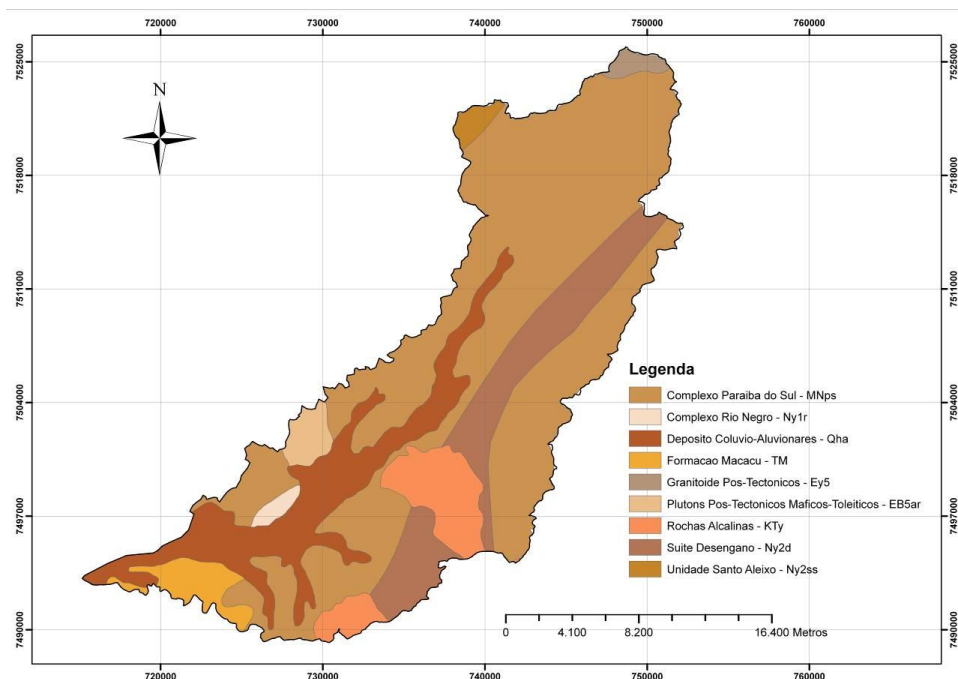 720000 730000 740000 750000 760000
7525000 7525000
N
7518000 7518000
7511000 7511000
Legenda
Complexo Paraiba do Sul - MNps
7504000 7504000
Complexo Rio Negro - Ny1r
Deposito Coluvio-Aluvionares - Qha
Formacao Macacu - TM
Granitoide Pos-Tectonicos - Ey5
Plutons Pos-Tectonicos Maficos-Toleiticos - EB5ar
7497000 7497000
Rochas Alcalinas - KTy
Suite Desengano - Ny2d
Unidade Santo Aleixo - Ny2ss
0 4.100 8.200 16.400 Metros
7490000 7490000
720000 730000 740000 750000 760000